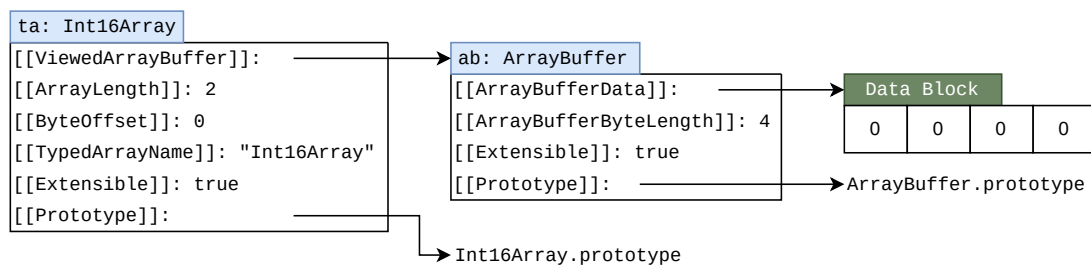 ta: Int16Array
[[ViewedArrayBuffer]]:
[[ArrayLength]]: 2
[[ByteOffset]]: 0
[[TypedArrayName]]: "Int16Array"
[[Extensible]]: true
[[Prototype]]:
ab: ArrayBuffer
[[ArrayBufferData]]:
[[ArrayBufferByteLength]]: 4
[[Extensible]]: true
[[Prototype]]:
Data Block
0 0 0 0
ArrayBuffer.prototype
Int16Array.prototype